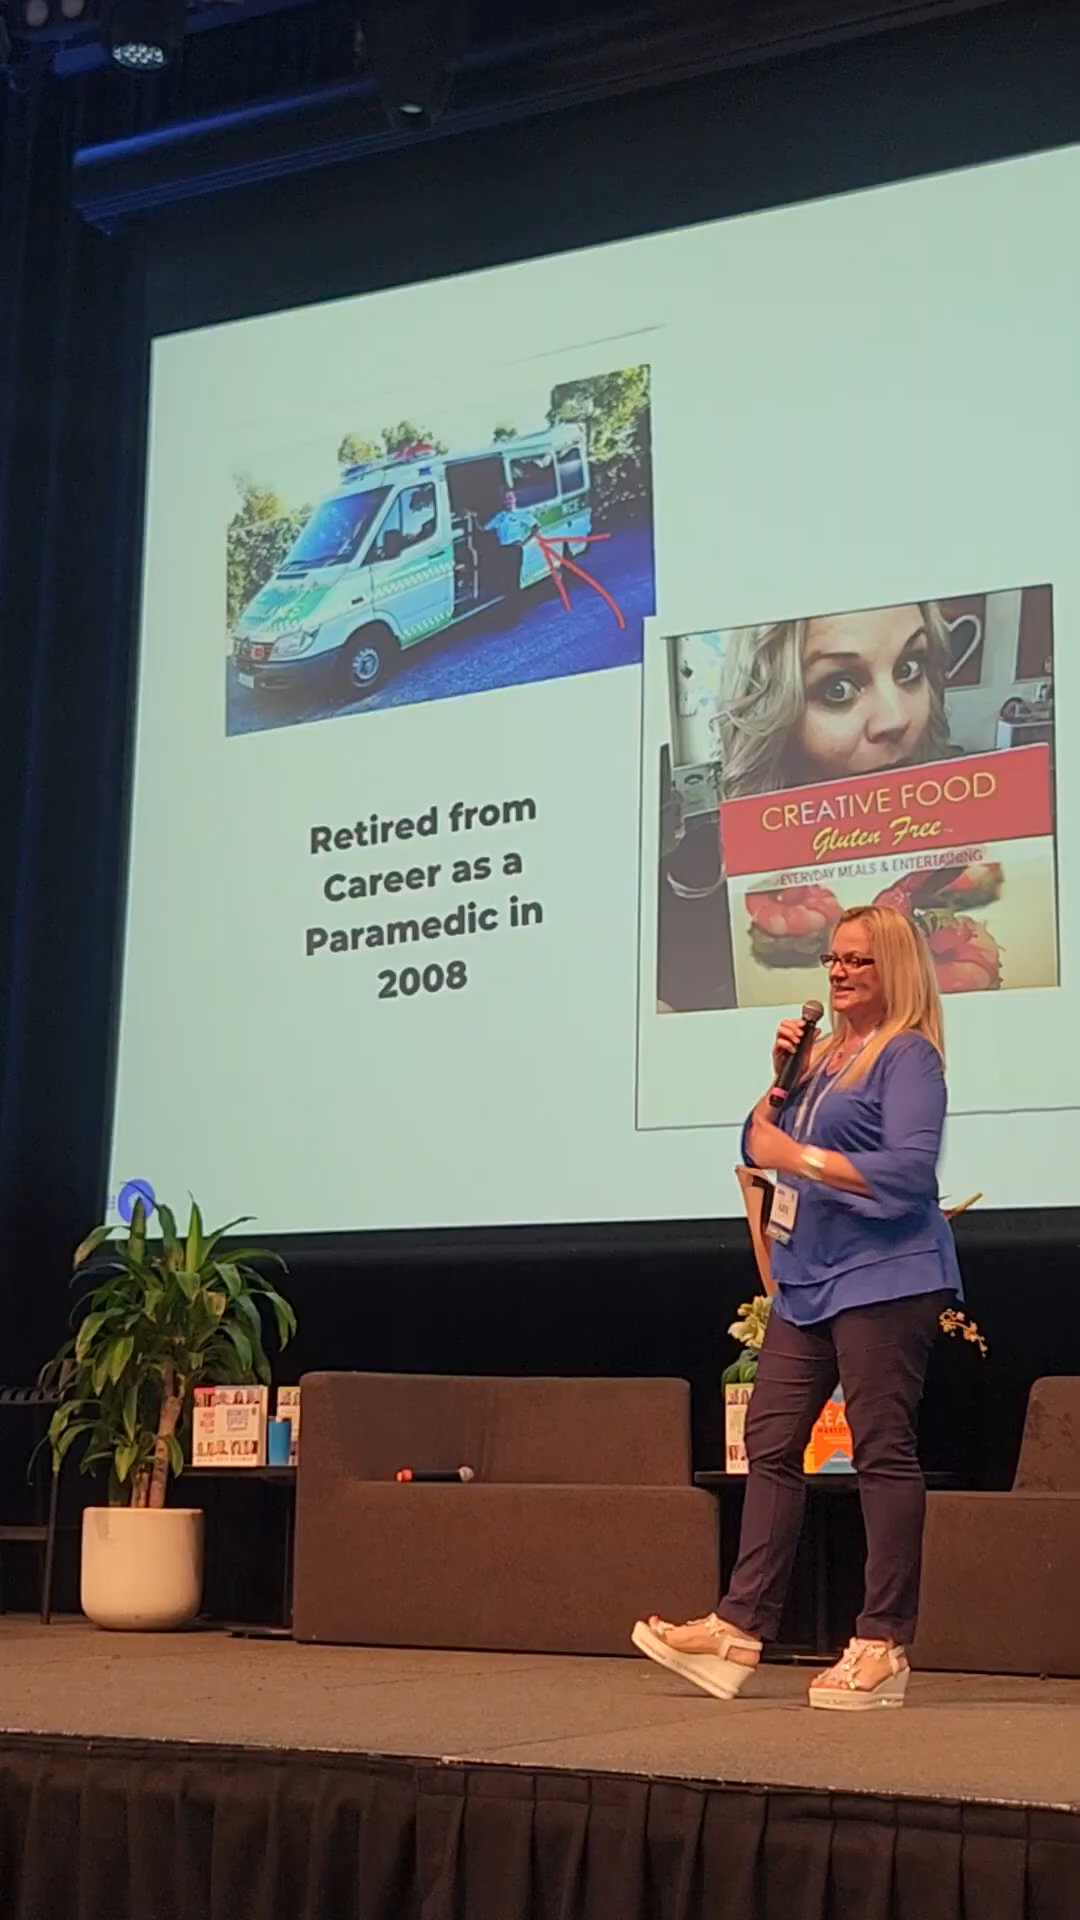 Retired from
Career as a
Paramedic in
2008
CREATIVE FOOD
Gluten Free
EVERYDAY MEALS & ENTERTAINING